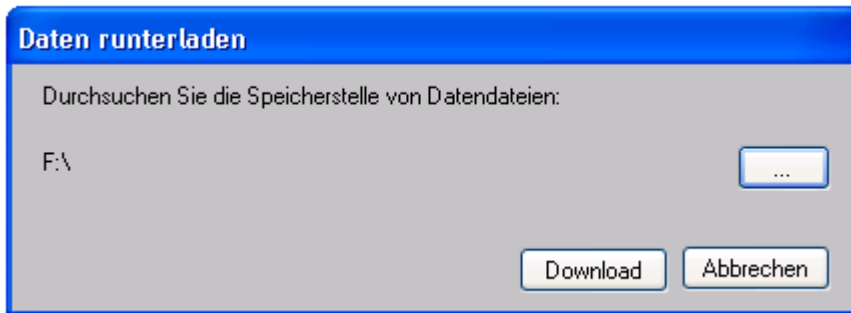 Daten runterladen
Durchsuchen Sie die Speicherstelle von Datendateien:
F:\
...
Download
Abbrechen